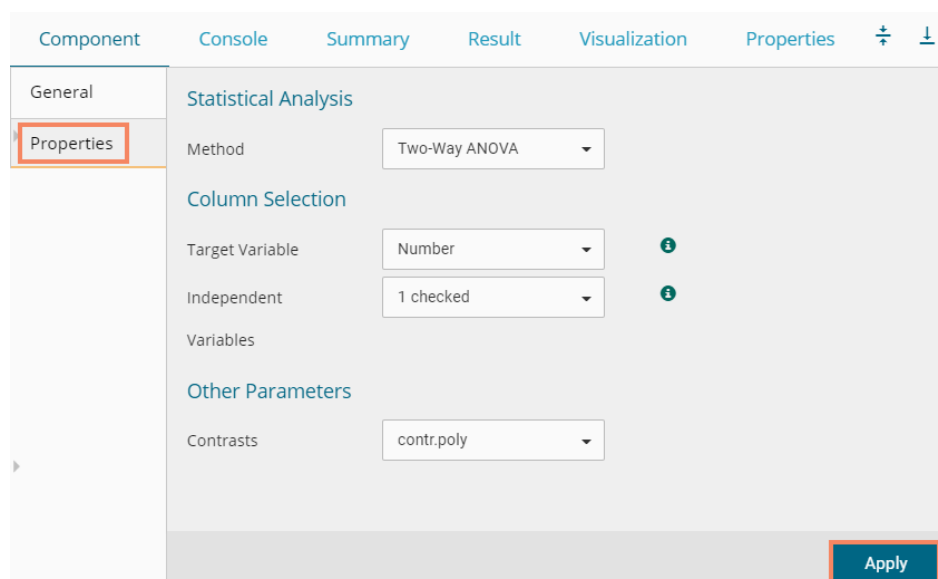 Component Console Summary Result Visualization Properties
General
Properties
Statistical Analysis
Method Two-Way ANOVA
Column Selection
Target Variable Number
Independent 1 checked
Variables
Other Parameters
Contrasts contr.poly
Apply